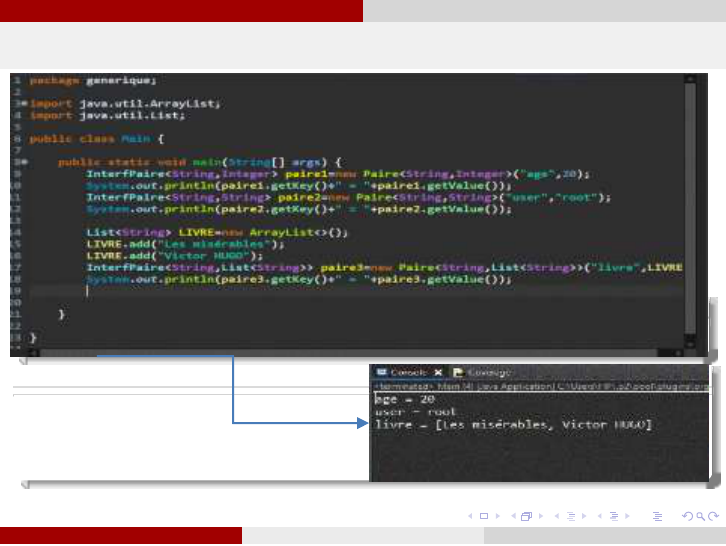 1 package generique;
2
3 import java.util.ArrayList;
4 import java.util.List;
5
6 public class Main {
7
8 public static void main(String[] args) {
9 InterfPaire<String,Integer> paire1=new Paire<String,Integer>("age",20);
10 System.out.println(paire1.getKey()+" = "+paire1.getValue());
11 InterfPaire<String,String> paire2=new Paire<String,String>("user","root");
12 System.out.println(paire2.getKey()+" = "+paire2.getValue());
13
14 List<String> LIVRE=new ArrayList<>();
15 LIVRE.add("Les misérables");
16 LIVRE.add("Victor HUGO");
17 InterfPaire<String,List<String>> paire3=new Paire<String,List<String>>("livre",LIVRE
18 System.out.println(paire3.getKey()+" = "+paire3.getValue());
19
20
21 }
22
23 }
Console Coverage
<terminated> Main (4) [Java Application] C:\Users\HP\.p2\pool\plugins\org
age = 20
user = root
livre = [Les misérables, Victor HUGO]